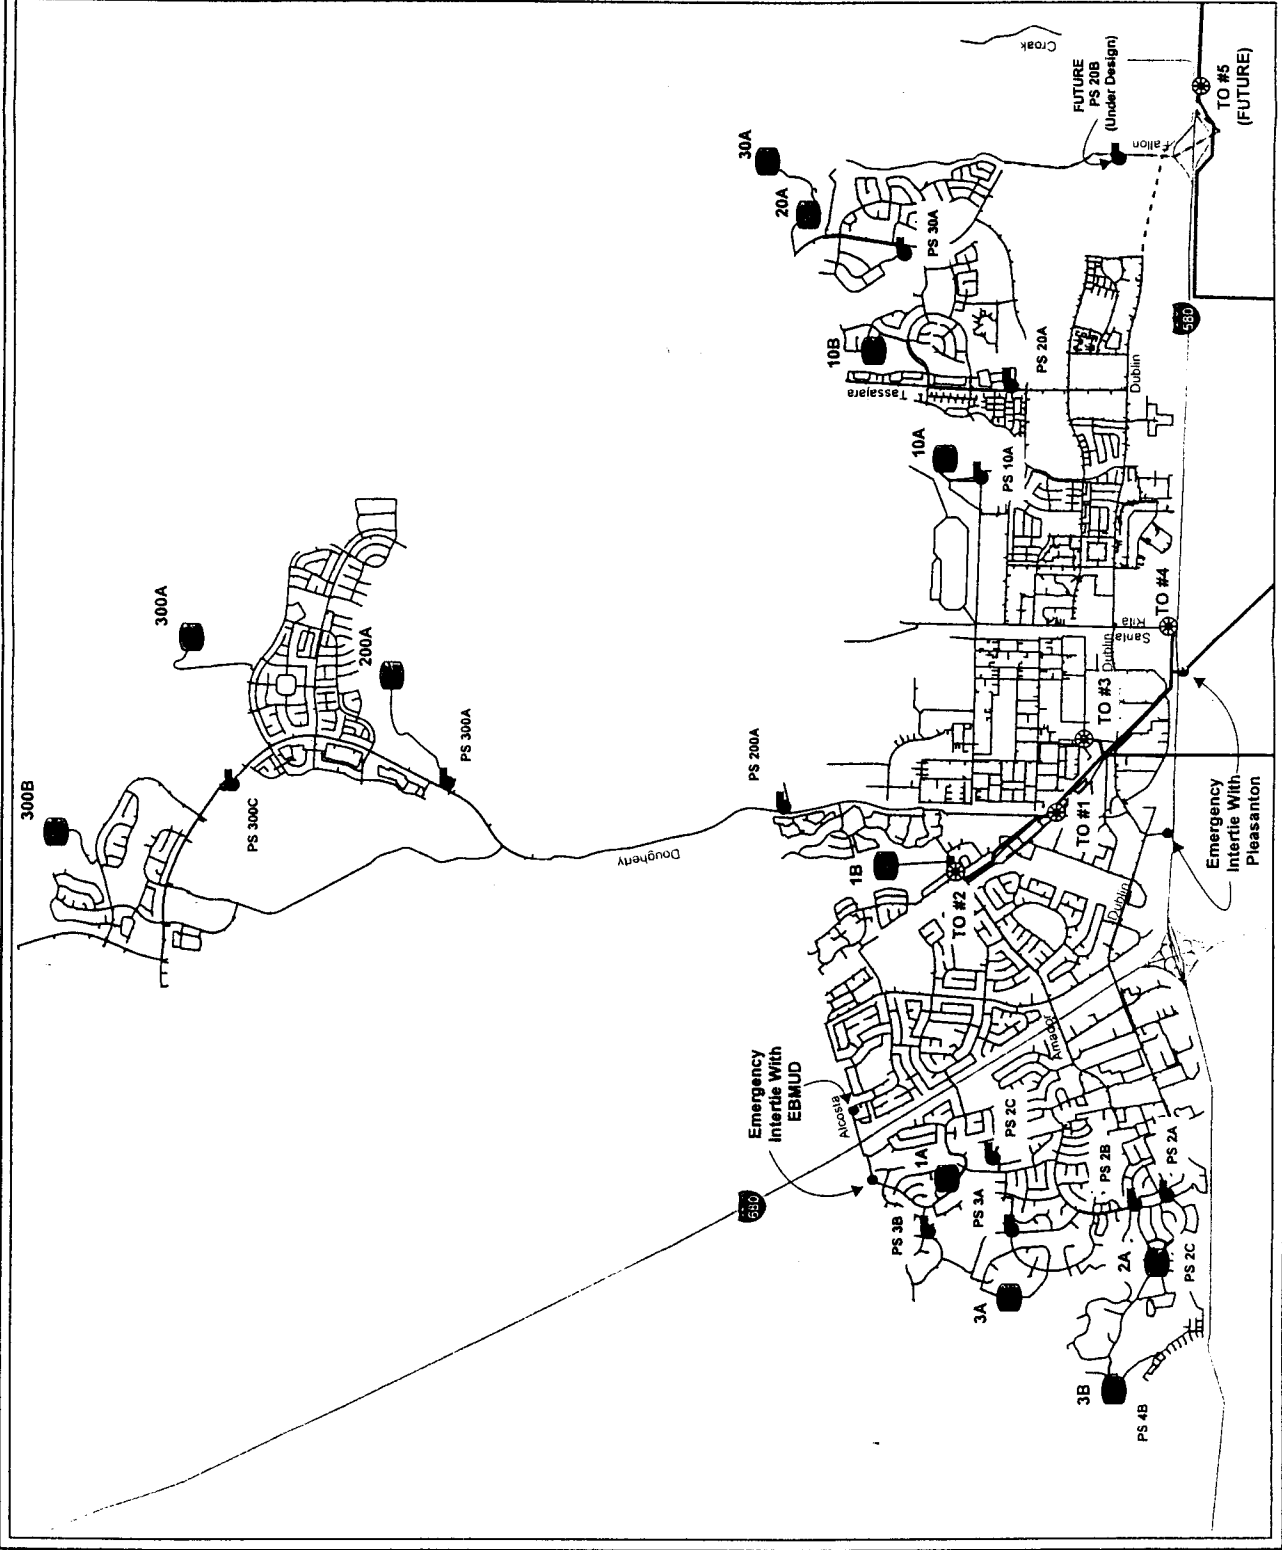 Croak
FUTURE
PS 20B
(Under Design)
TO #5
(FUTURE)
Fallon
30A
20A
PS 30A
580
10B
PS 20A
Tassajara
Dublin
10A
PS 10A
300A
200A
TO #4
Santa
Rita
Dublin
TO #3
PS 300A
PS 200A
300B
PS 300C
Dougherty
TO #1
Emergency
Intertie With
Pleasanton
1B
TO #2
Dublin
Amador
Emergency
Intertie With
EBMUD
Alcosta
PS 2C
1A
PS 2B
PS 2A
680
PS 3B
PS 3A
2A
PS 2C
3A
3B
PS 4B